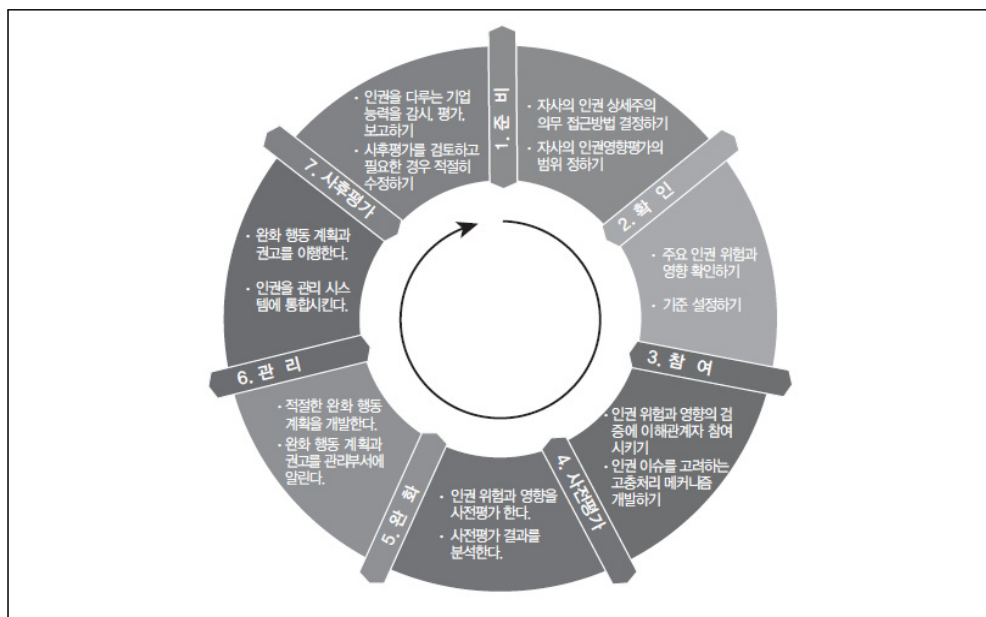 1. 준 비
· 자사의 인권 상세주의
의무 접근방법 결정하기
· 자사의 인권영향평가의
범위 정하기
2. 확 인
· 주요 인권 위험과
영향 확인하기
· 기준 설정하기
3. 참 여
· 인권 위험과 영향의 검
증에 이해관계자 참여
시키기
· 인권 이슈를 고려하는
고충처리 메커니즘
개발하기
4. 사전평가
· 인권 위험과 영향을
사전평가 한다.
· 사전평가 결과를
분석한다.
5. 완 화
· 적절한 완화 행동
계획을 개발한다.
· 완화 행동 계획과
권고를 관리부서에
알린다.
6. 관 리
· 완화 행동 계획과
권고를 이행한다.
· 인권을 관리 시스
템에 통합시킨다.
7. 사후평가
· 인권을 다루는 기업
능력을 감시, 평가,
보고하기
· 사후평가를 검토하고
필요한 경우 적절히
수정하기